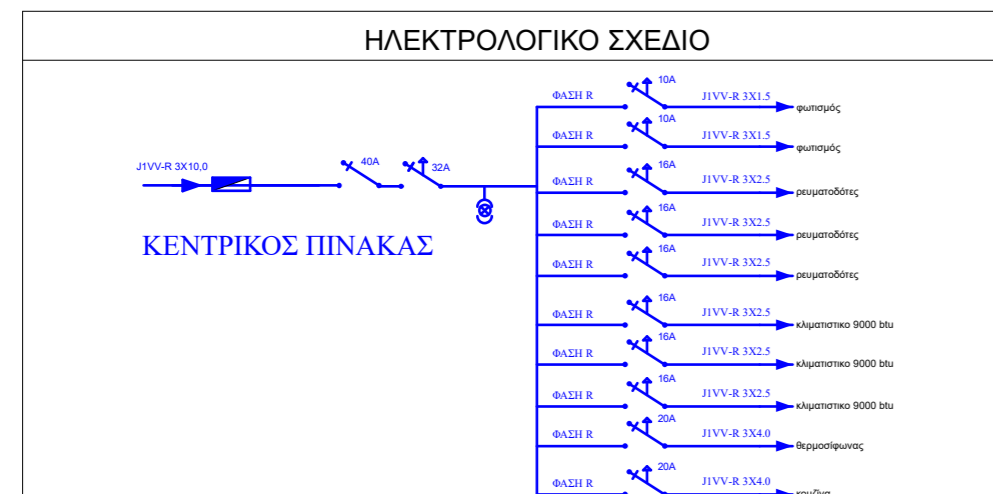 ΗΛΕΚΤΡΟΛΟΓΙΚΟ ΣΧΕΔΙΟ
J1VV-R 3X10,0 40A 32A
ΚΕΝΤΡΙΚΟΣ ΠΙΝΑΚΑΣ
ΦΑΣΗ R 10A J1VV-R 3X1.5 φωτισμός
ΦΑΣΗ R 10A J1VV-R 3X1.5 φωτισμός
ΦΑΣΗ R 16A J1VV-R 3X2.5 ρευματοδότες
ΦΑΣΗ R 16A J1VV-R 3X2.5 ρευματοδότες
ΦΑΣΗ R 16A J1VV-R 3X2.5 ρευματοδότες
ΦΑΣΗ R 16A J1VV-R 3X2.5 κλιματιστικο 9000 btu
ΦΑΣΗ R 16A J1VV-R 3X2.5 κλιματιστικο 9000 btu
ΦΑΣΗ R 16A J1VV-R 3X2.5 κλιματιστικο 9000 btu
ΦΑΣΗ R 20A J1VV-R 3X4.0 θερμοσίφωνας
ΦΑΣΗ R 20A J1VV-R 3X4.0 κουζίνα